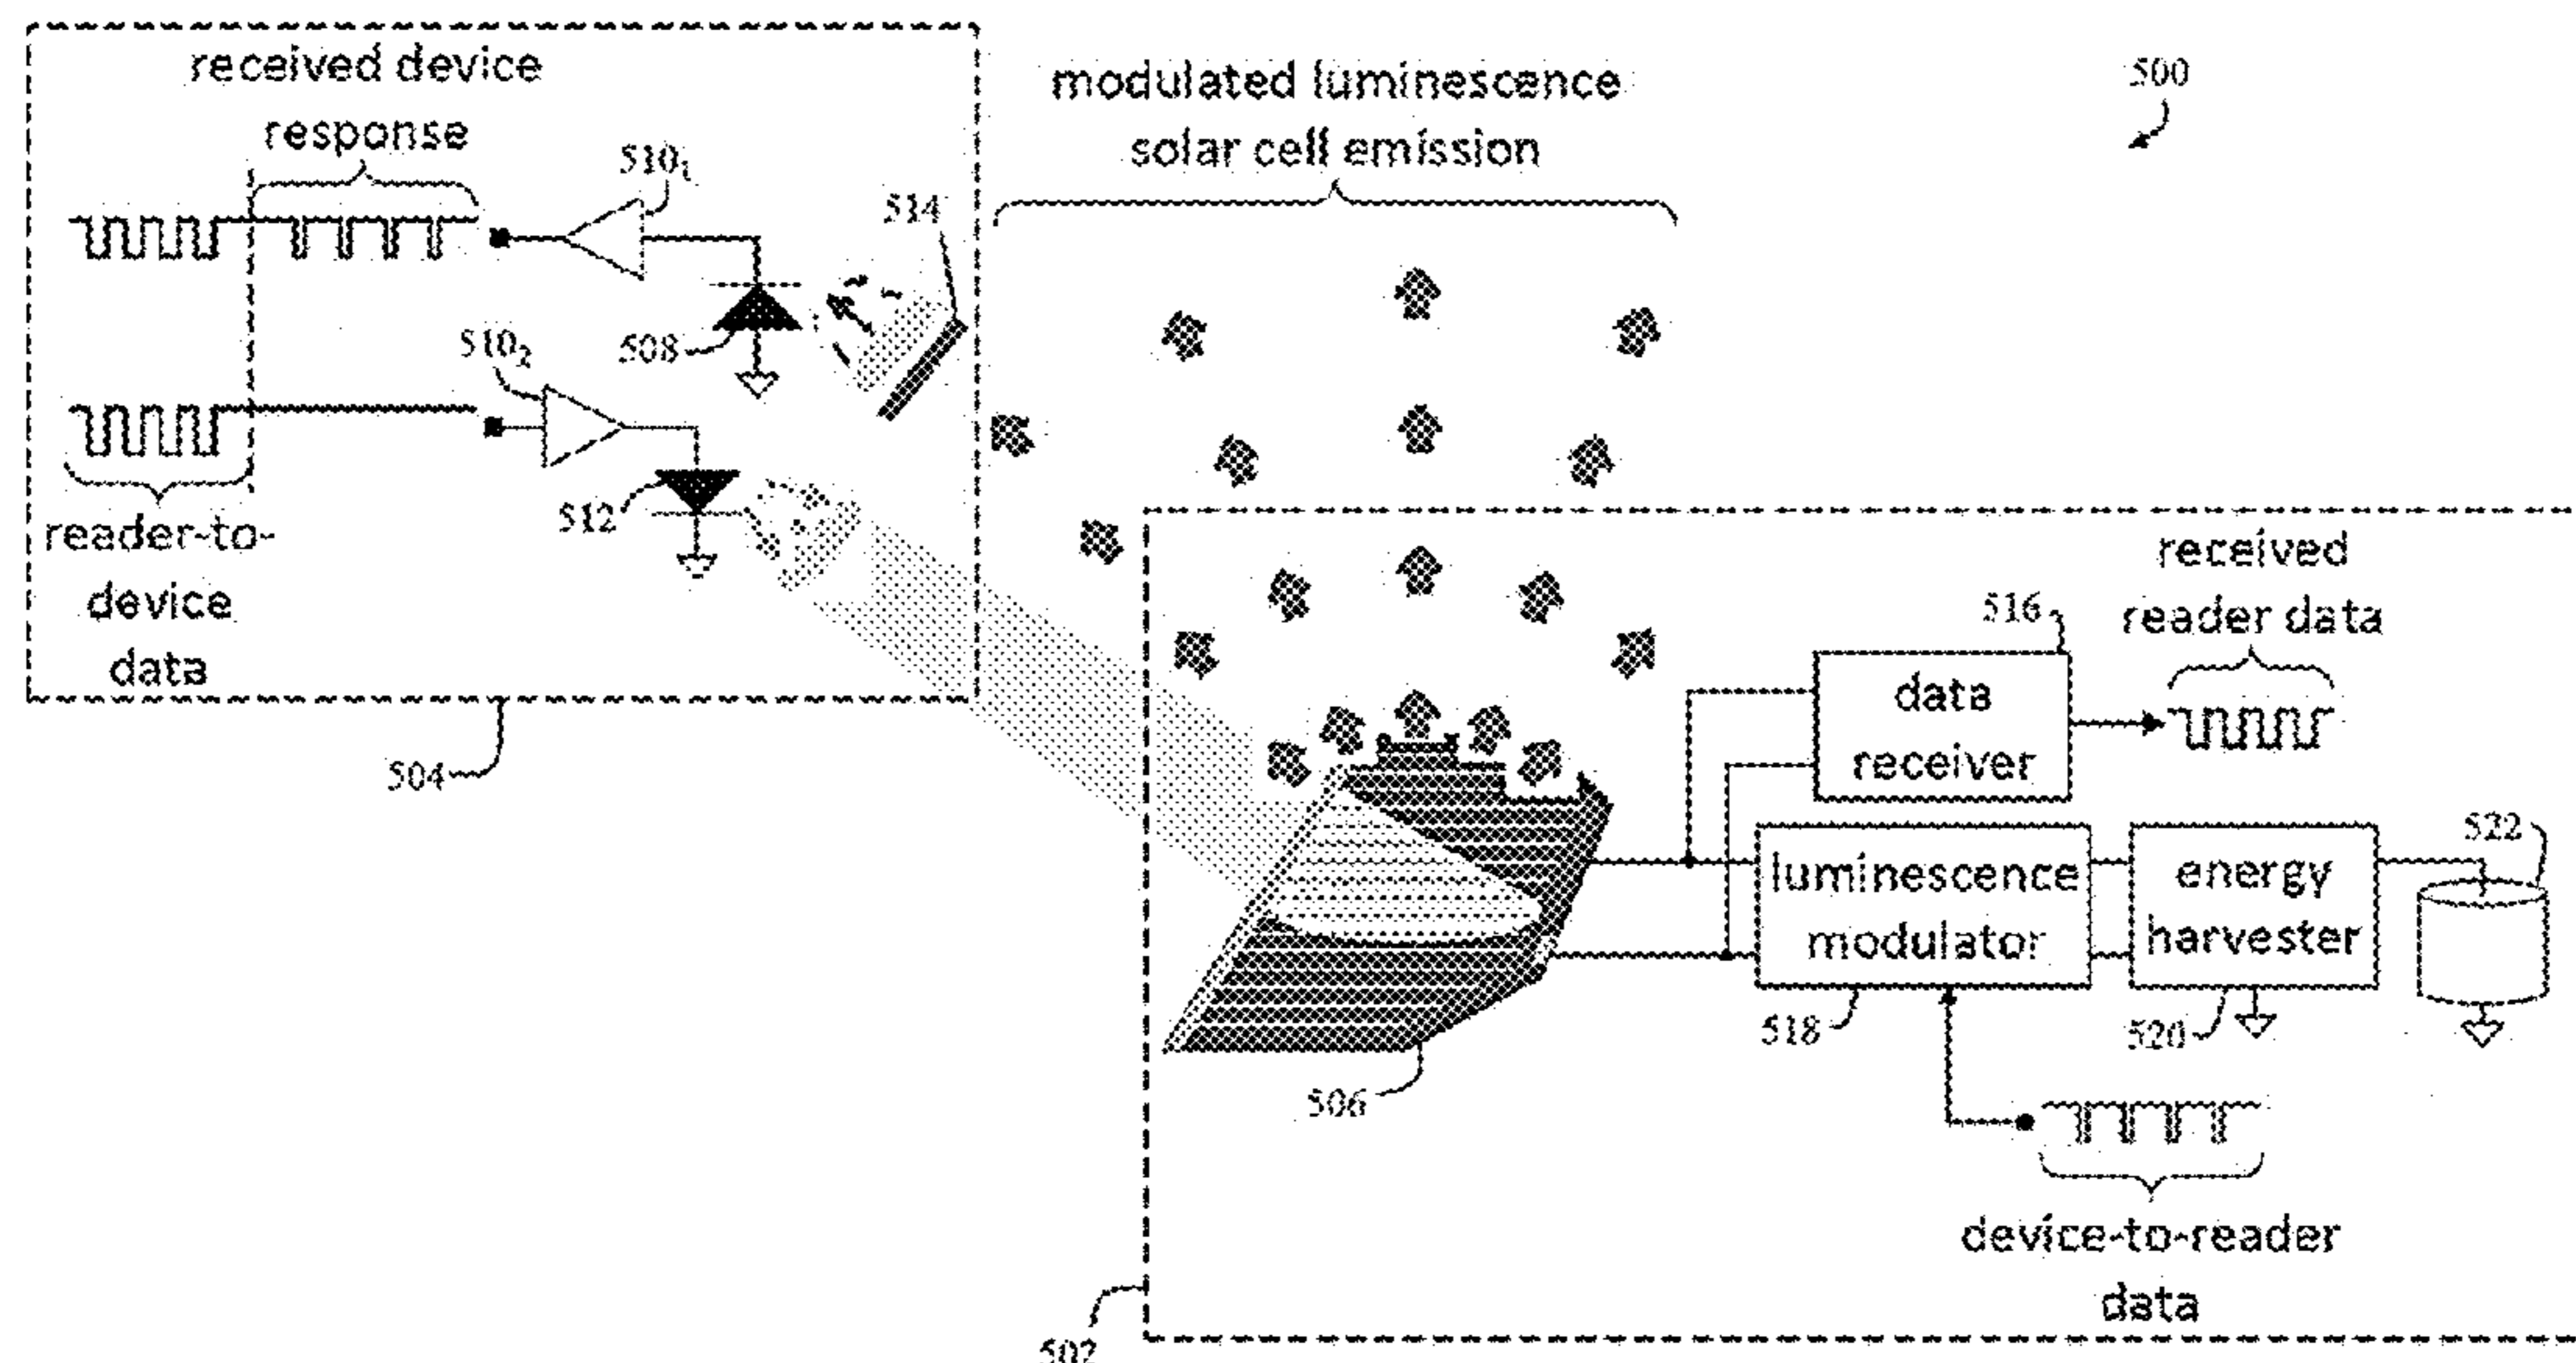 received device
response
510₁
514
508
510₂
512
reader-to-
device
data
504
modulated luminescence
solar cell emission
500
received
reader data
516
data
receiver
522
luminescence
modulator
energy
harvester
518
520
506
device-to-reader
data
502